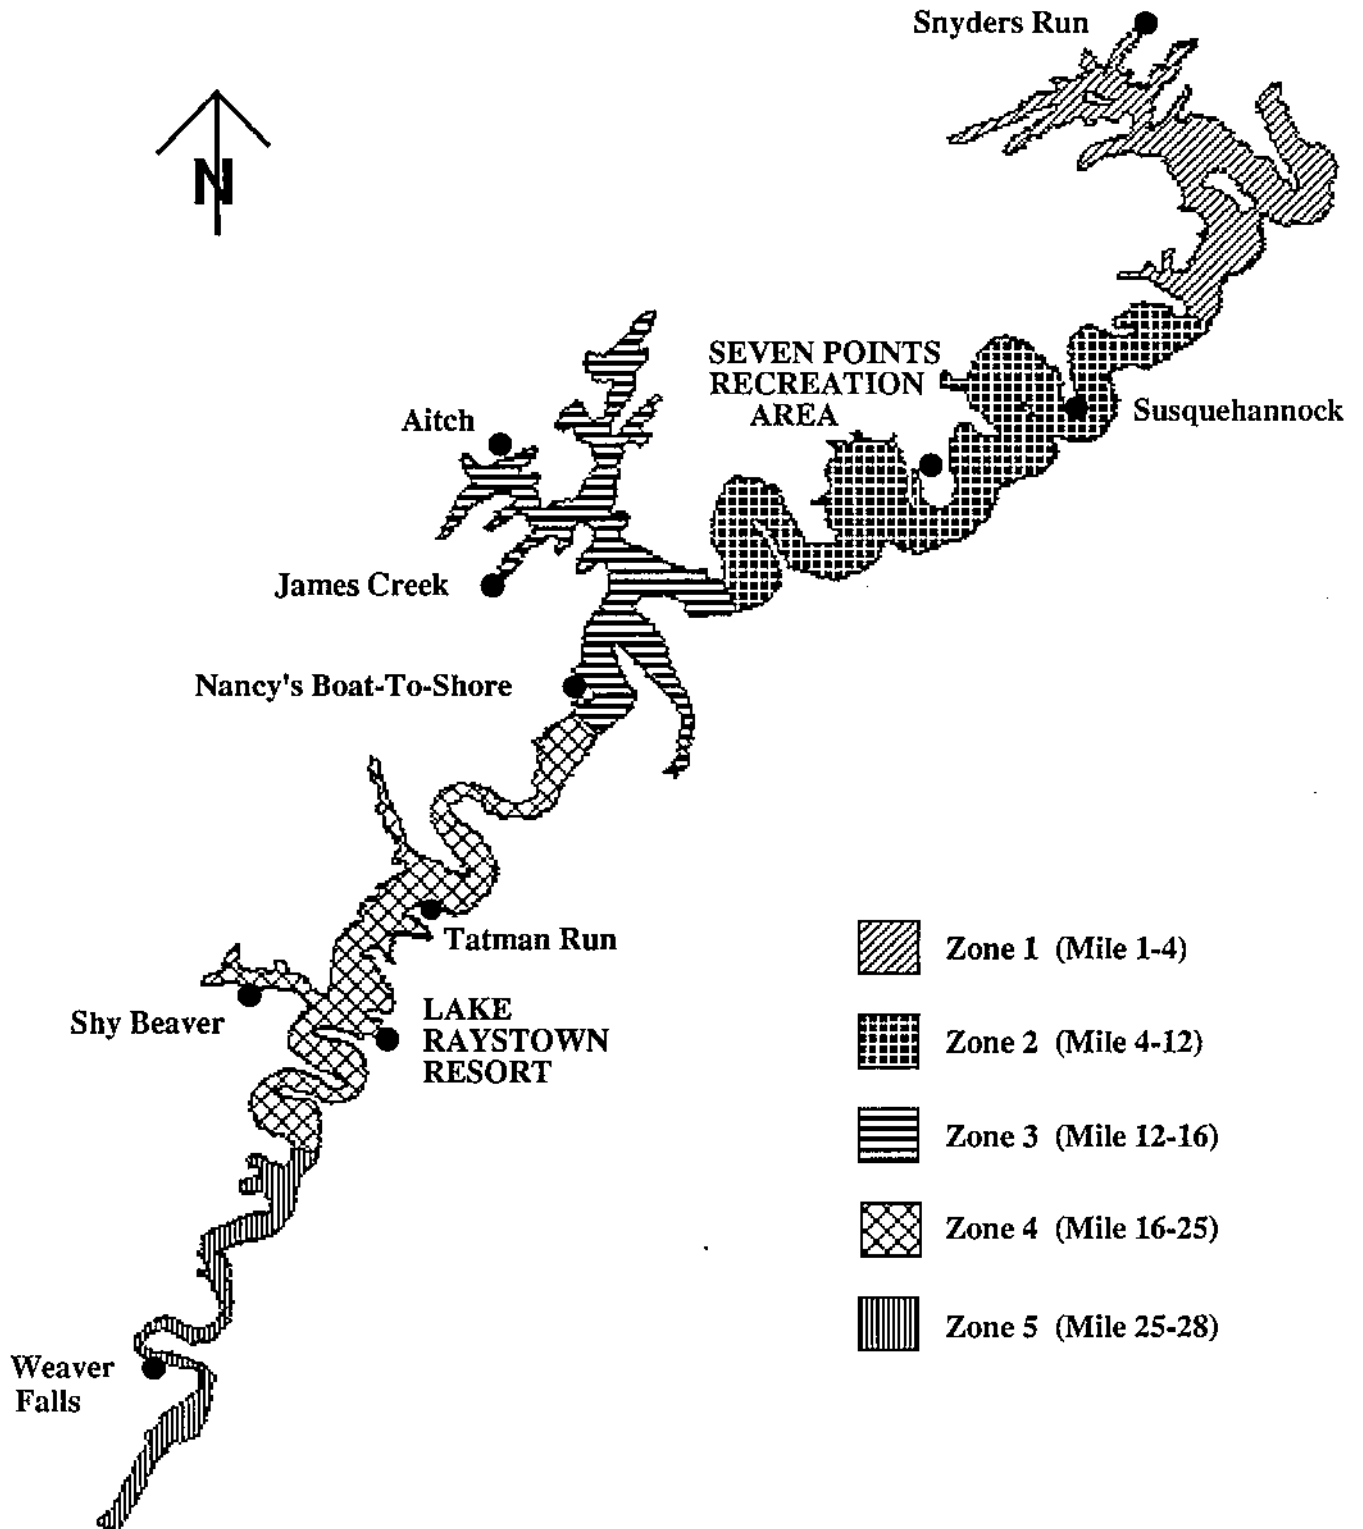 Snyders Run
N
SEVEN POINTS
RECREATION
AREA
Aitch
Susquehannock
James Creek
Nancy's Boat-To-Shore
Tatman Run
Shy Beaver
LAKE
RAYSTOWN
RESORT
Weaver
Falls
Zone 1 (Mile 1-4)
Zone 2 (Mile 4-12)
Zone 3 (Mile 12-16)
Zone 4 (Mile 16-25)
Zone 5 (Mile 25-28)